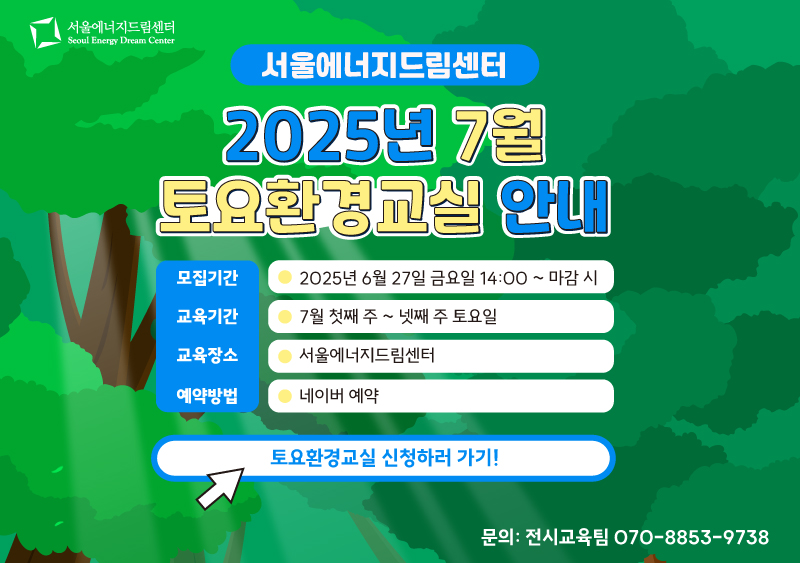 서울에너지드림센터
Seoul Energy Dream Center
서울에너지드림센터
2025년 7월
토요환경교실 안내
모집기간 2025년 6월 27일 금요일 14:00 ~ 마감 시
교육기간 7월 첫째 주 ~ 넷째 주 토요일
교육장소 서울에너지드림센터
예약방법 네이버 예약
토요환경교실 신청하러 가기!
문의: 전시교육팀 070-8853-9738